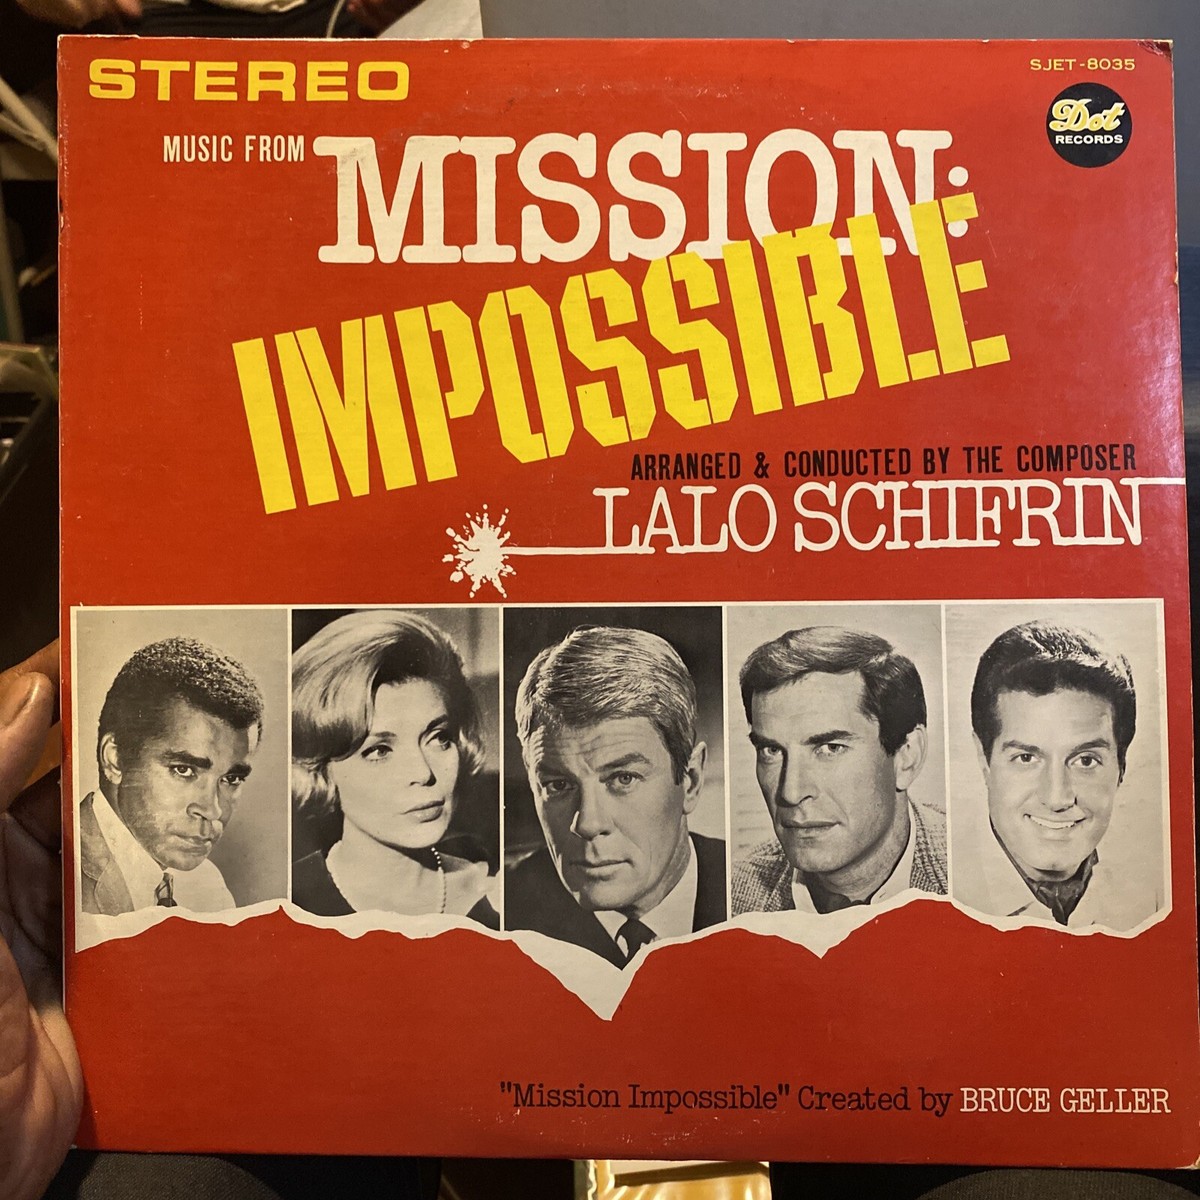 STEREO
SJET-8035
Dot
RECORDS
MUSIC FROM
MISSION:
IMPOSSIBLE
ARRANGED & CONDUCTED BY THE COMPOSER
LALO SCHIFRIN
"Mission Impossible" Created by BRUCE GELLER